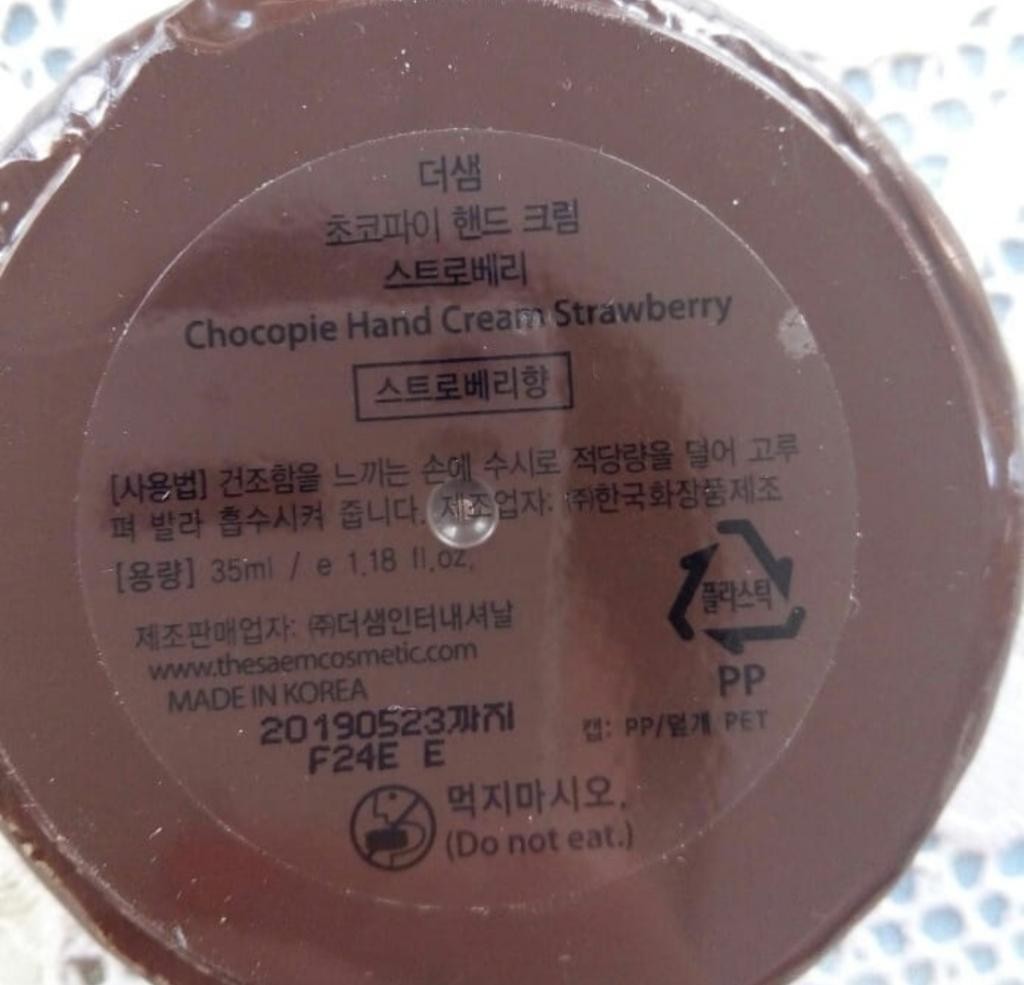 더샘
초코파이 핸드 크림
스트로베리
Chocopie Hand Cream Strawberry
스트로베리향
[사용법] 건조함을 느끼는 손에 수시로 적당량을 덜어 고루
펴 발라 흡수시켜 줍니다. 제조업자: ㈜한국화장품제조
[용량] 35ml / e 1.18 fl.oz.
플라스틱
제조판매업자: ㈜더샘인터내셔날
www.thesaemcosmetic.com
PP
MADE IN KOREA
20190523까지
캡: PP/덮개 PET
F24E E
먹지마시오.
(Do not eat.)